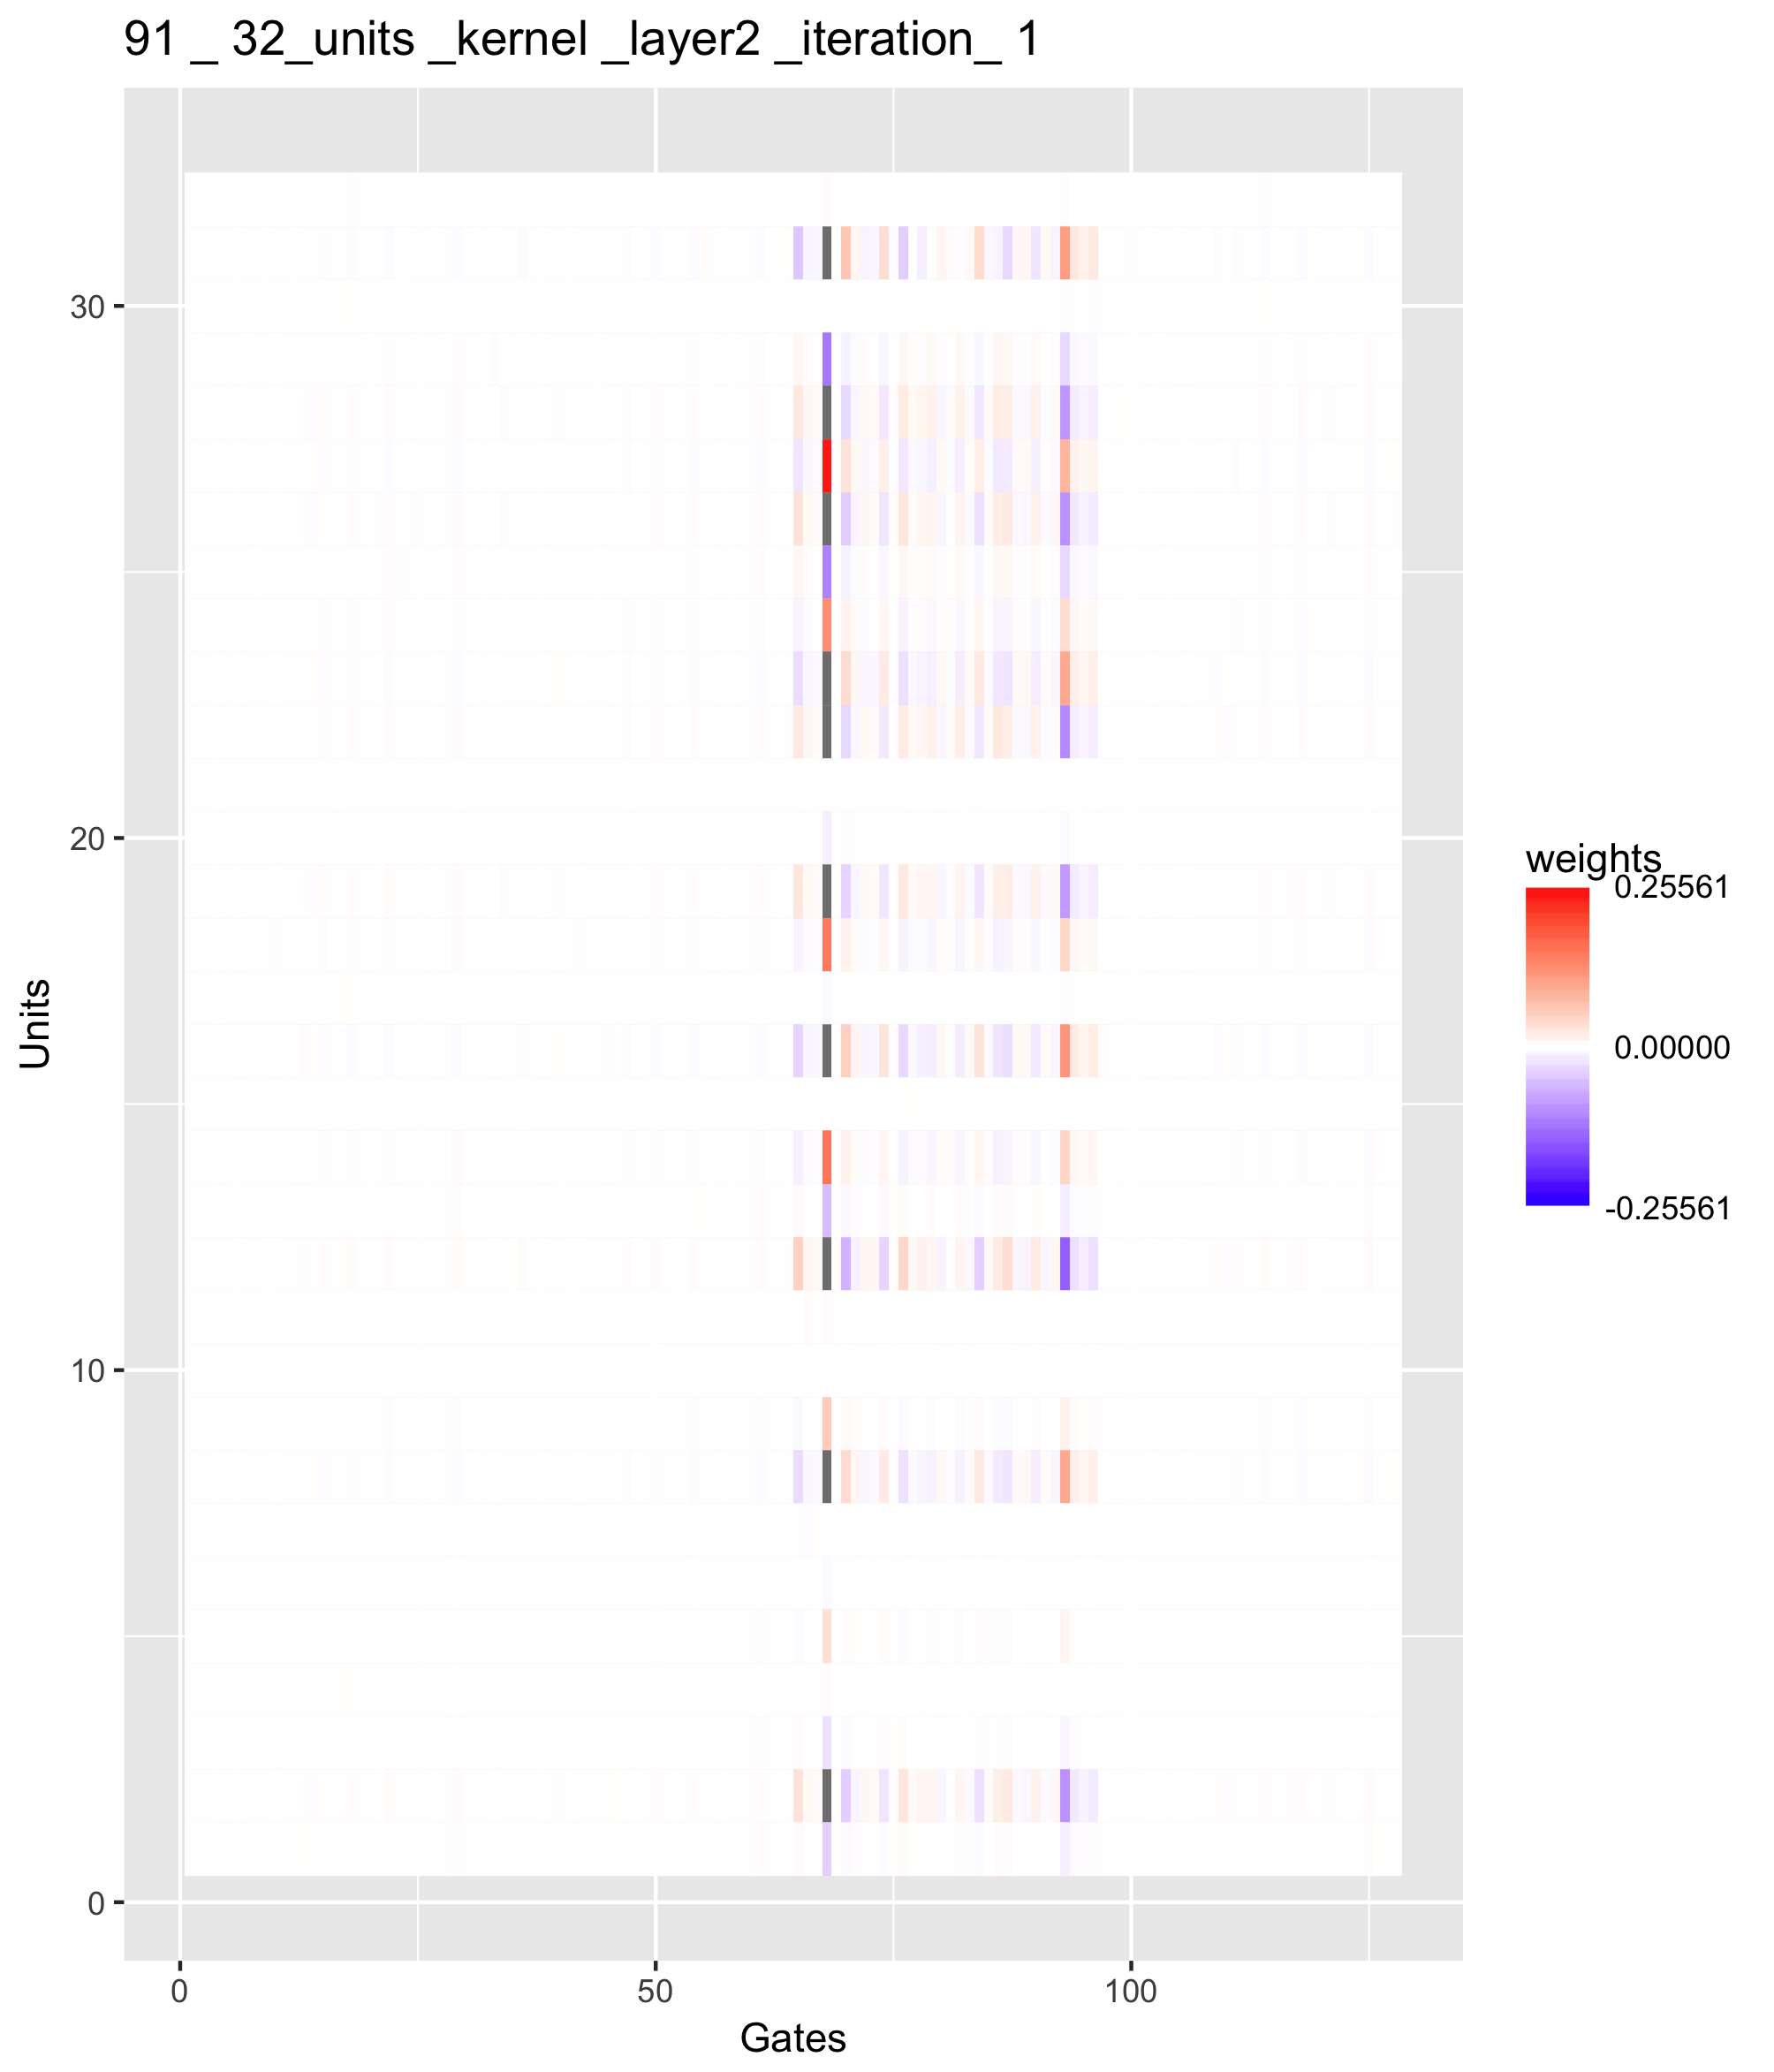 91 _ 32_units _kernel _layer2 _iteration_ 1
30
20
10
0
0 50 100
Gates
Units
weights
0.25561
0.00000
-0.25561